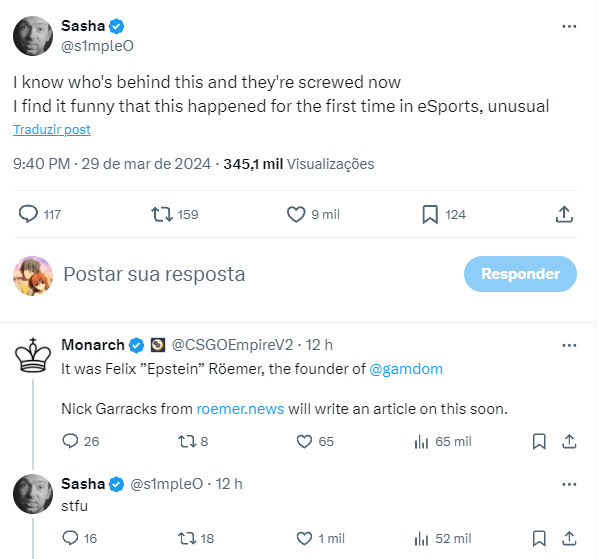 Sasha
@s1mpleO
I know who's behind this and they're screwed now
I find it funny that this happened for the first time in eSports, unusual
Traduzir post
9:40 PM · 29 de mar de 2024 · 345,1 mil Visualizações
117 159 9 mil 124
Postar sua resposta Responder
Monarch @CSGOEmpireV2 · 12 h
It was Felix ”Epstein” Röemer, the founder of @gamdom
Nick Garracks from roemer.news will write an article on this soon.
26 8 65 65 mil
Sasha @s1mpleO · 12 h
stfu
16 18 1 mil 52 mil